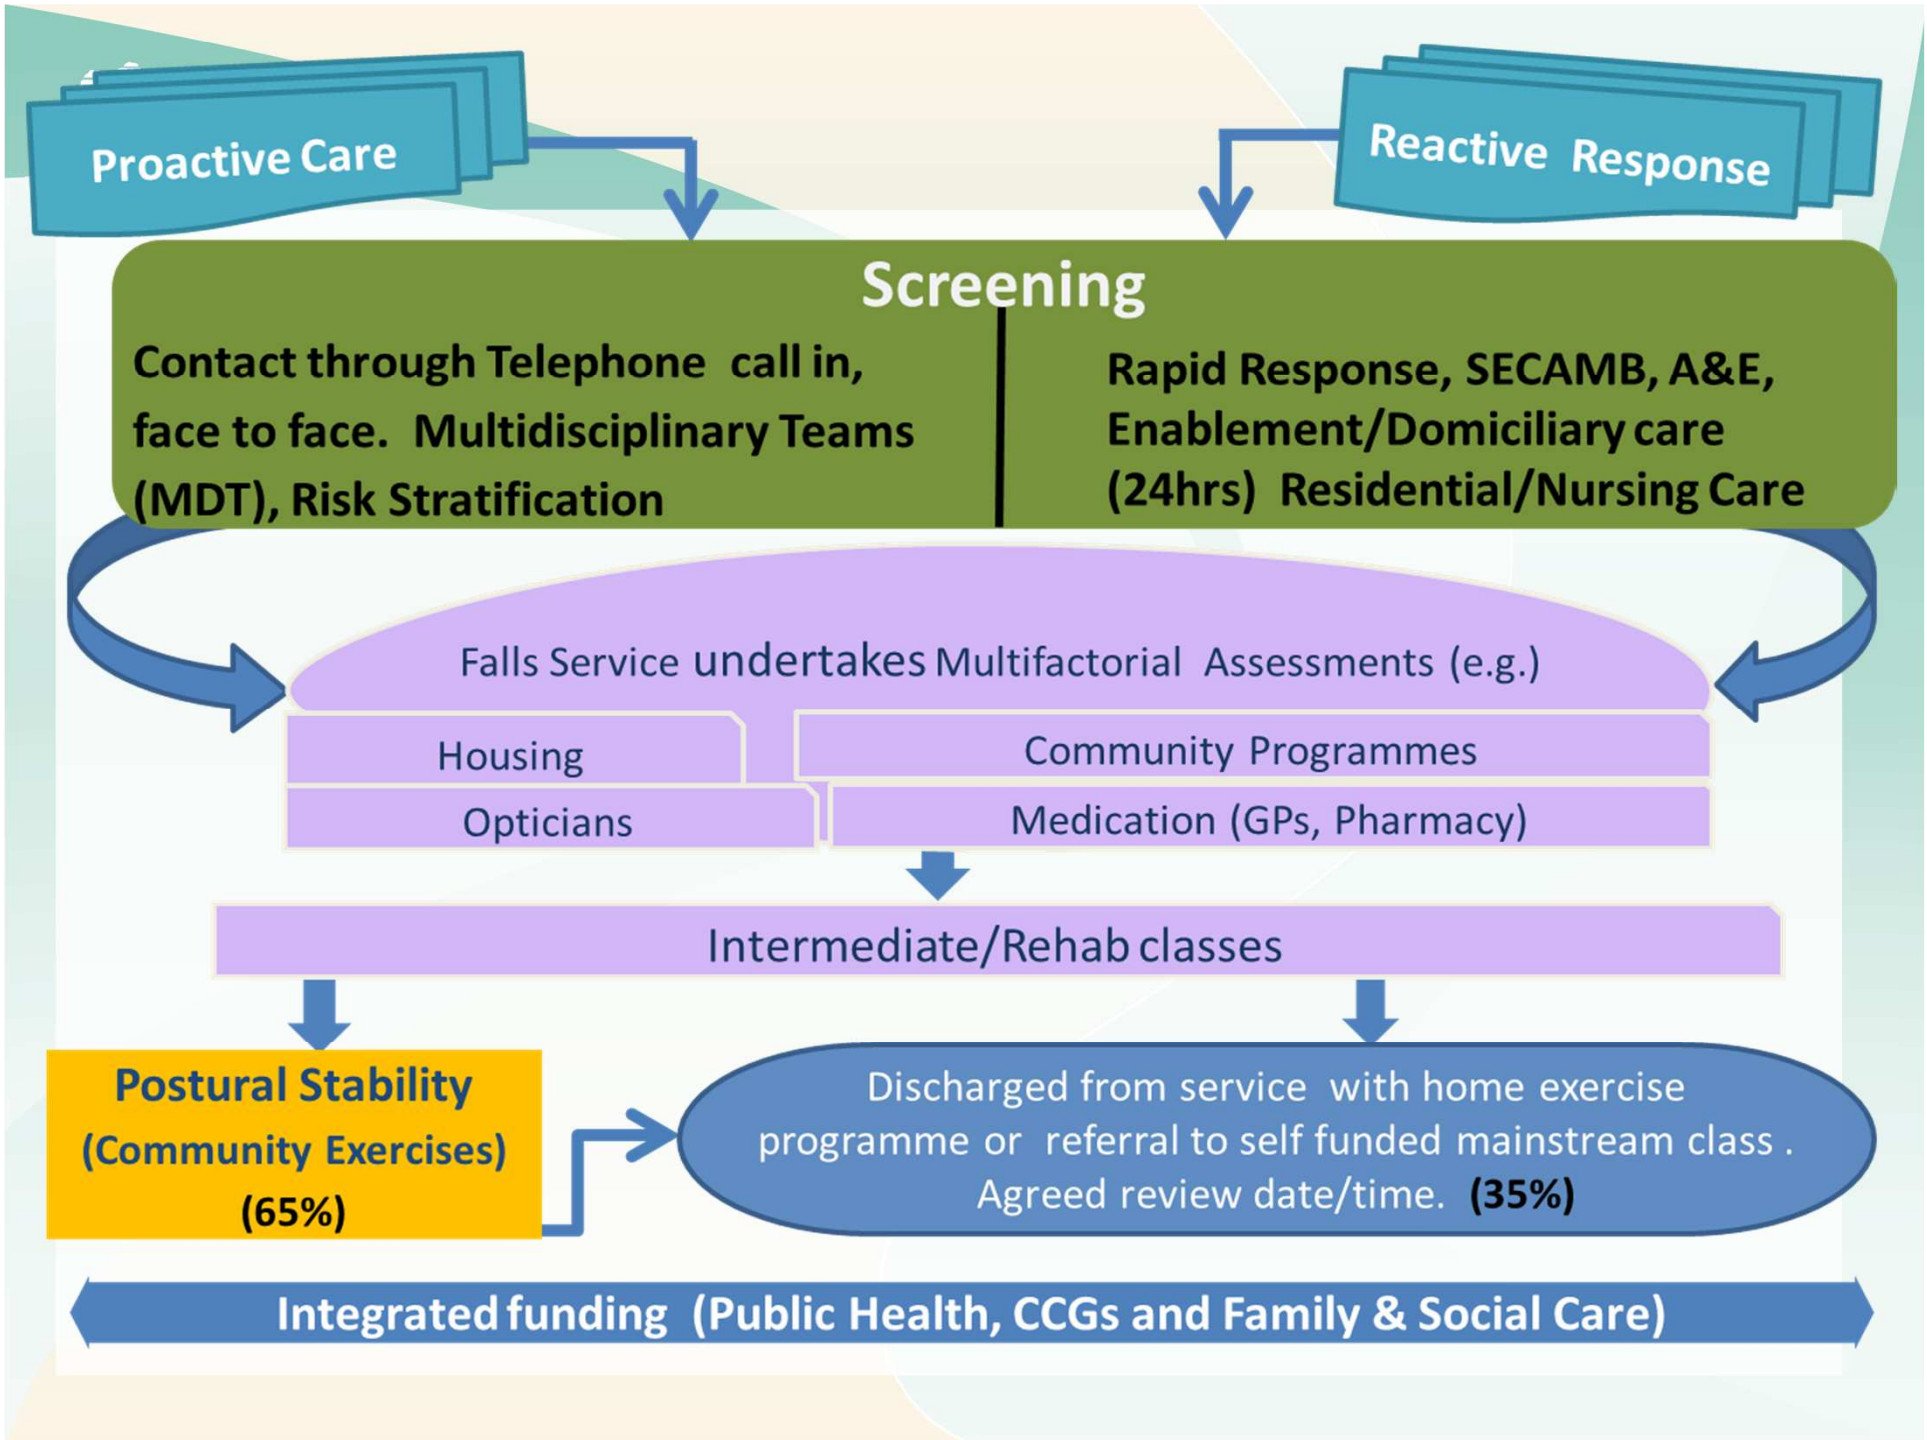 Proactive Care
Reactive Response
Screening
Contact through Telephone call in,
face to face. Multidisciplinary Teams
(MDT), Risk Stratification
Rapid Response, SECAMB, A&E,
Enablement/Domiciliary care
(24hrs) Residential/Nursing Care
Falls Service undertakes Multifactorial Assessments (e.g.)
Housing
Community Programmes
Opticians
Medication (GPs, Pharmacy)
Intermediate/Rehab classes
Postural Stability
(Community Exercises)
(65%)
Discharged from service with home exercise
programme or referral to self funded mainstream class .
Agreed review date/time. (35%)
Integrated funding (Public Health, CCGs and Family & Social Care)